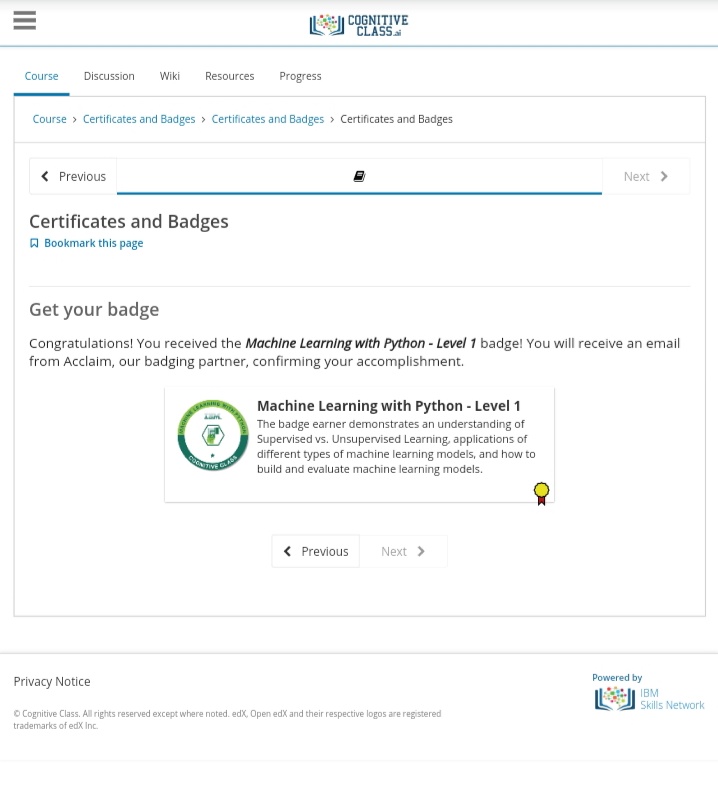 COGNITIVE
CLASS.ai
Course
Discussion
Wiki
Resources
Progress
Course > Certificates and Badges > Certificates and Badges > Certificates and Badges
Previous
Next
Certificates and Badges
Bookmark this page
Get your badge
Congratulations! You received the Machine Learning with Python - Level 1 badge! You will receive an email
from Acclaim, our badging partner, confirming your accomplishment.
MACHINE LEARNING WITH PYTHON
IBM
COGNITIVE CLASS
Machine Learning with Python - Level 1
The badge earner demonstrates an understanding of
Supervised vs. Unsupervised Learning, applications of
different types of machine learning models, and how to
build and evaluate machine learning models.
Previous
Next
Privacy Notice
© Cognitive Class. All rights reserved except where noted. edX, Open edX and their respective logos are registered
trademarks of edX Inc.
Powered by
IBM
Skills Network